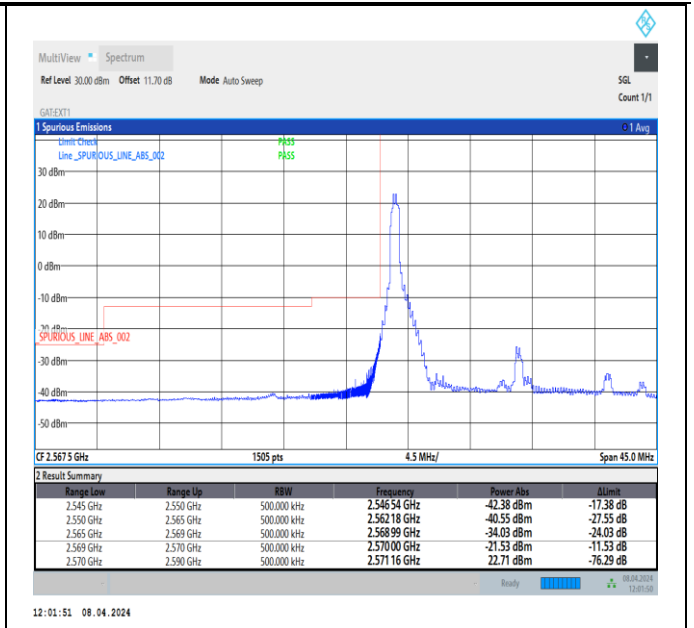 MultiView Spectrum
Ref Level 30.00 dBm Offset 11.70 dB Mode Auto Sweep SGL
Count 1/1
GAT:EXT1
1 Spurious Emissions 1 Avg
Limit Check PASS
Line _SPURIOUS_LINE_ABS_002 PASS
30 dBm
20 dBm
10 dBm
0 dBm
-10 dBm
-20 dBm
_SPURIOUS_LINE_ABS_002
-30 dBm
-40 dBm
-50 dBm
CF 2.567 5 GHz 1505 pts 4.5 MHz/ Span 45.0 MHz
2 Result Summary
Range Low Range Up RBW Frequency Power Abs ΔLimit
2.545 GHz 2.550 GHz 500.000 kHz 2.546 54 GHz -42.38 dBm -17.38 dB
2.550 GHz 2.565 GHz 500.000 kHz 2.562 18 GHz -40.55 dBm -27.55 dB
2.565 GHz 2.569 GHz 500.000 kHz 2.568 99 GHz -34.03 dBm -24.03 dB
2.569 GHz 2.570 GHz 500.000 kHz 2.570 00 GHz -21.53 dBm -11.53 dB
2.570 GHz 2.590 GHz 500.000 kHz 2.571 16 GHz 22.71 dBm -76.29 dB
Ready 08.04.2024
12:01:50
12:01:51 08.04.2024